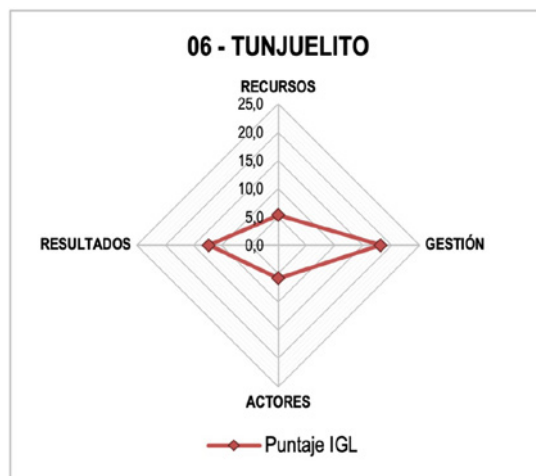 06 - TUNJUELITO
RECURSOS
25,0
20,0
15,0
10,0
5,0
0,0
RESULTADOS
GESTIÓN
ACTORES
Puntaje IGL